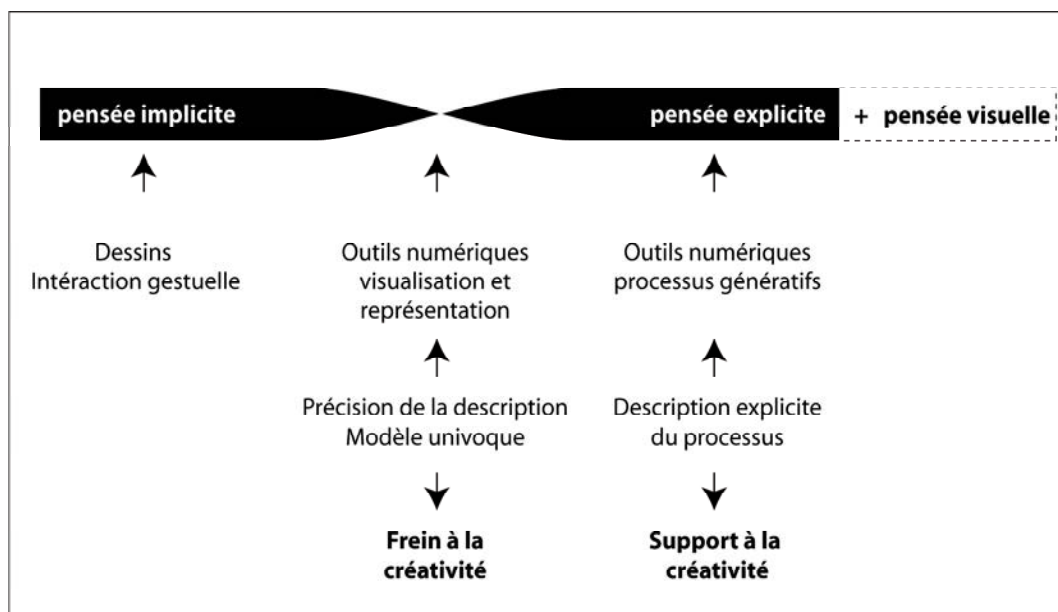 pensée implicite
pensée explicite
+ pensée visuelle
Dessins
Intéraction gestuelle
Outils numériques
visualisation et
représentation
Outils numériques
processus génératifs
Précision de la description
Modèle univoque
Description explicite
du processus
Frein à la
créativité
Support à la
créativité